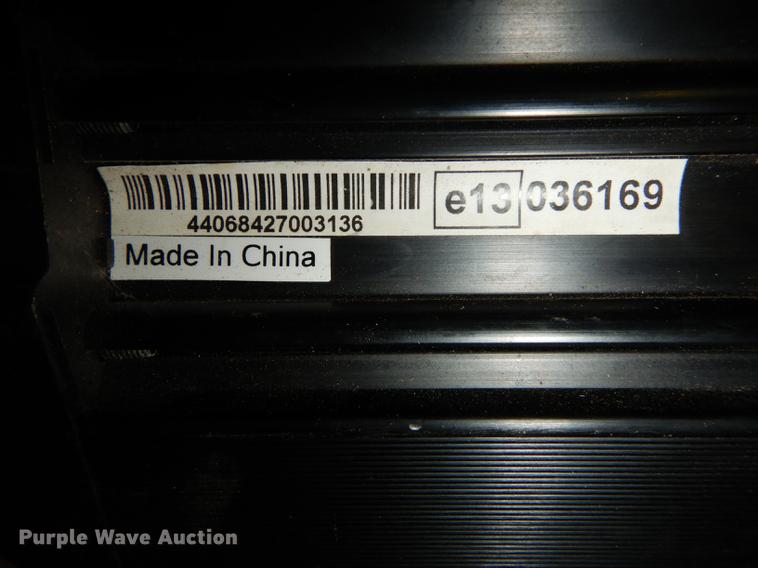 e13 036169
44068427003136
Made In China
Purple Wave Auction